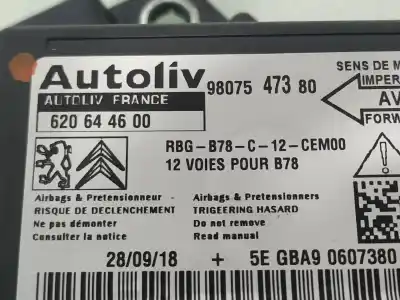 Autoliv
98075 473 80
SENS DE M
IMPER
AV
FORW
AUTOLIV FRANCE
620 64 46 00
RBG-B78-C-12-CEM00
12 VOIES POUR B78
Airbags & Pretensionneur
RISQUE DE DECLENCHEMENT
Ne pas démonter
Consulter la notice
Airbags & Pretensioners
TRIGEERING HASARD
Do not remove
Read manual
28/09/18 + 5E GBA9 0607380